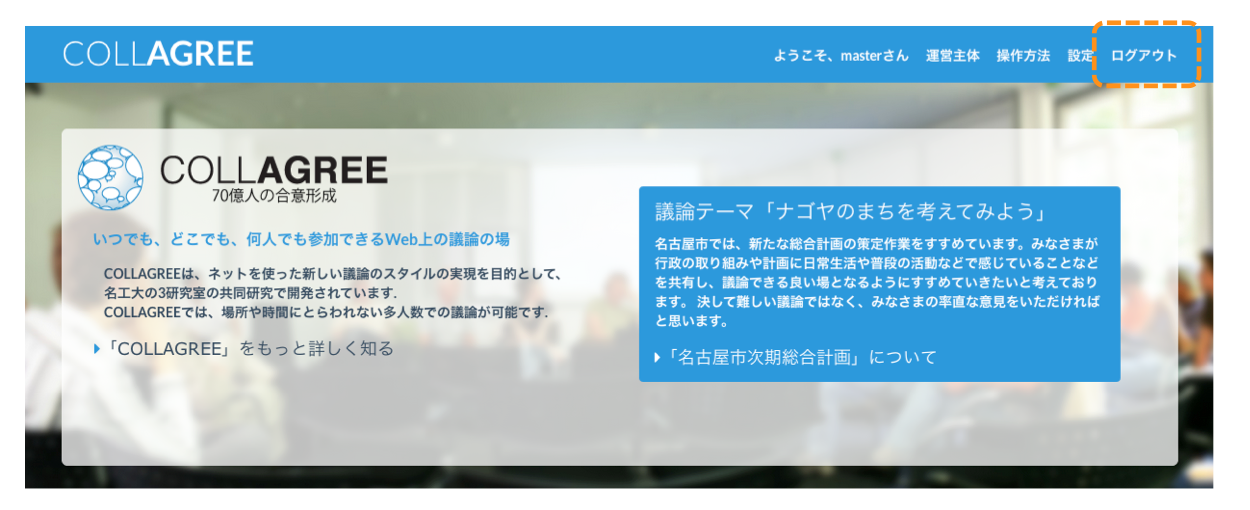 COLLAGREE
ようこそ、masterさん 運営主体 操作方法 設定 ログアウト
COLLAGREE
70億人の合意形成
いつでも、どこでも、何人でも参加できるWeb上の議論の場
COLLAGREEは、ネットを使った新しい議論のスタイルの実現を目的として、
名工大の3研究室の共同研究で開発されています.
COLLAGREEでは、場所や時間にとらわれない多人数での議論が可能です.
「COLLAGREE」をもっと詳しく知る
議論テーマ「ナゴヤのまちを考えてみよう」
名古屋市では、新たな総合計画の策定作業をすすめています。みなさまが
行政の取り組みや計画に日常生活や普段の活動などで感じていることなど
を共有し、議論できる良い場となるようにすすめていきたいと考えており
ます。 決して難しい議論ではなく、みなさまの率直な意見をいただければ
と思います。
「名古屋市次期総合計画」について